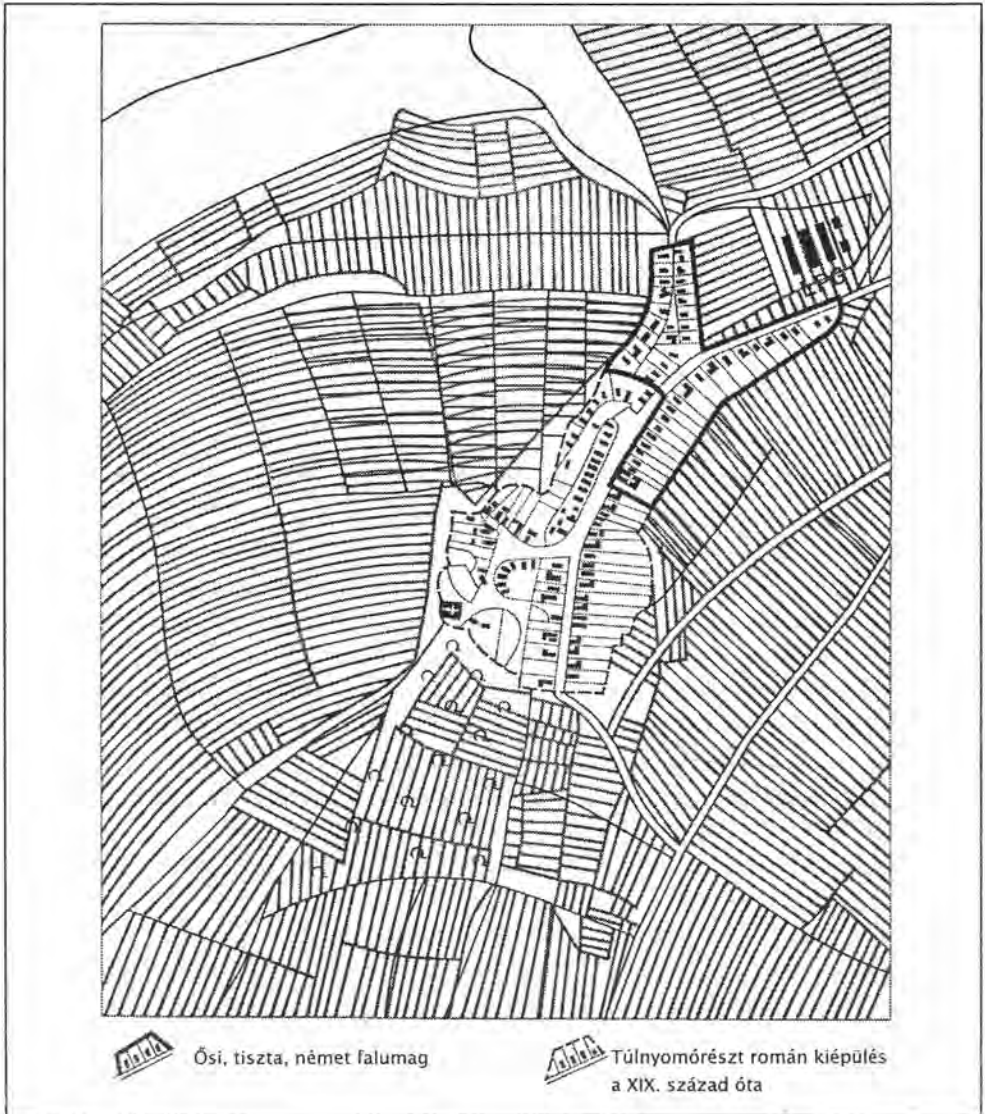 L P G
Ősi, tiszta, német falumag
Túlnyomórészt román kiépülés
a XIX. század óta